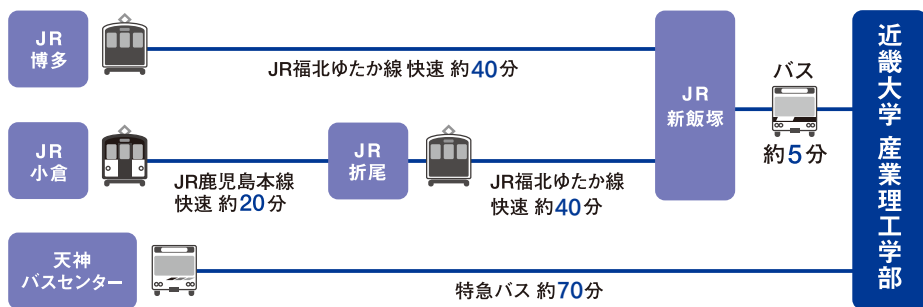 JR
博多
JR福北ゆたか線 快速 約40分
JR
小倉
JR鹿児島本線
快速 約20分
JR
折尾
JR福北ゆたか線
快速 約40分
JR
新飯塚
バス
約5分
天神
バスセンター
特急バス 約70分
近畿大学 産業理工学部